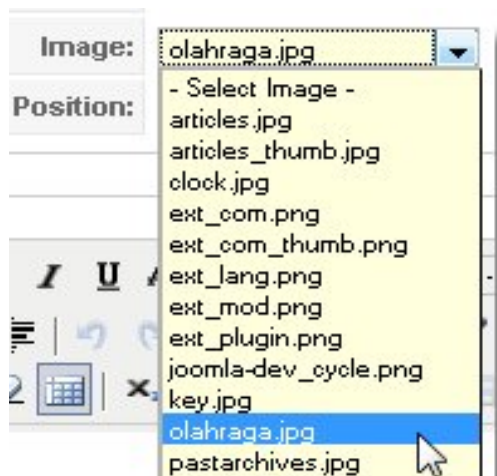 Image:
olahraga.jpg
Position:
- Select Image -
articles.jpg
articles_thumb.jpg
clock.jpg
ext_com.png
ext_com_thumb.png
I U
ext_lang.png
ext_mod.png
ext_plugin.png
joomla-dev_cycle.png
key.jpg
olahraga.jpg
pastarchives.jpg